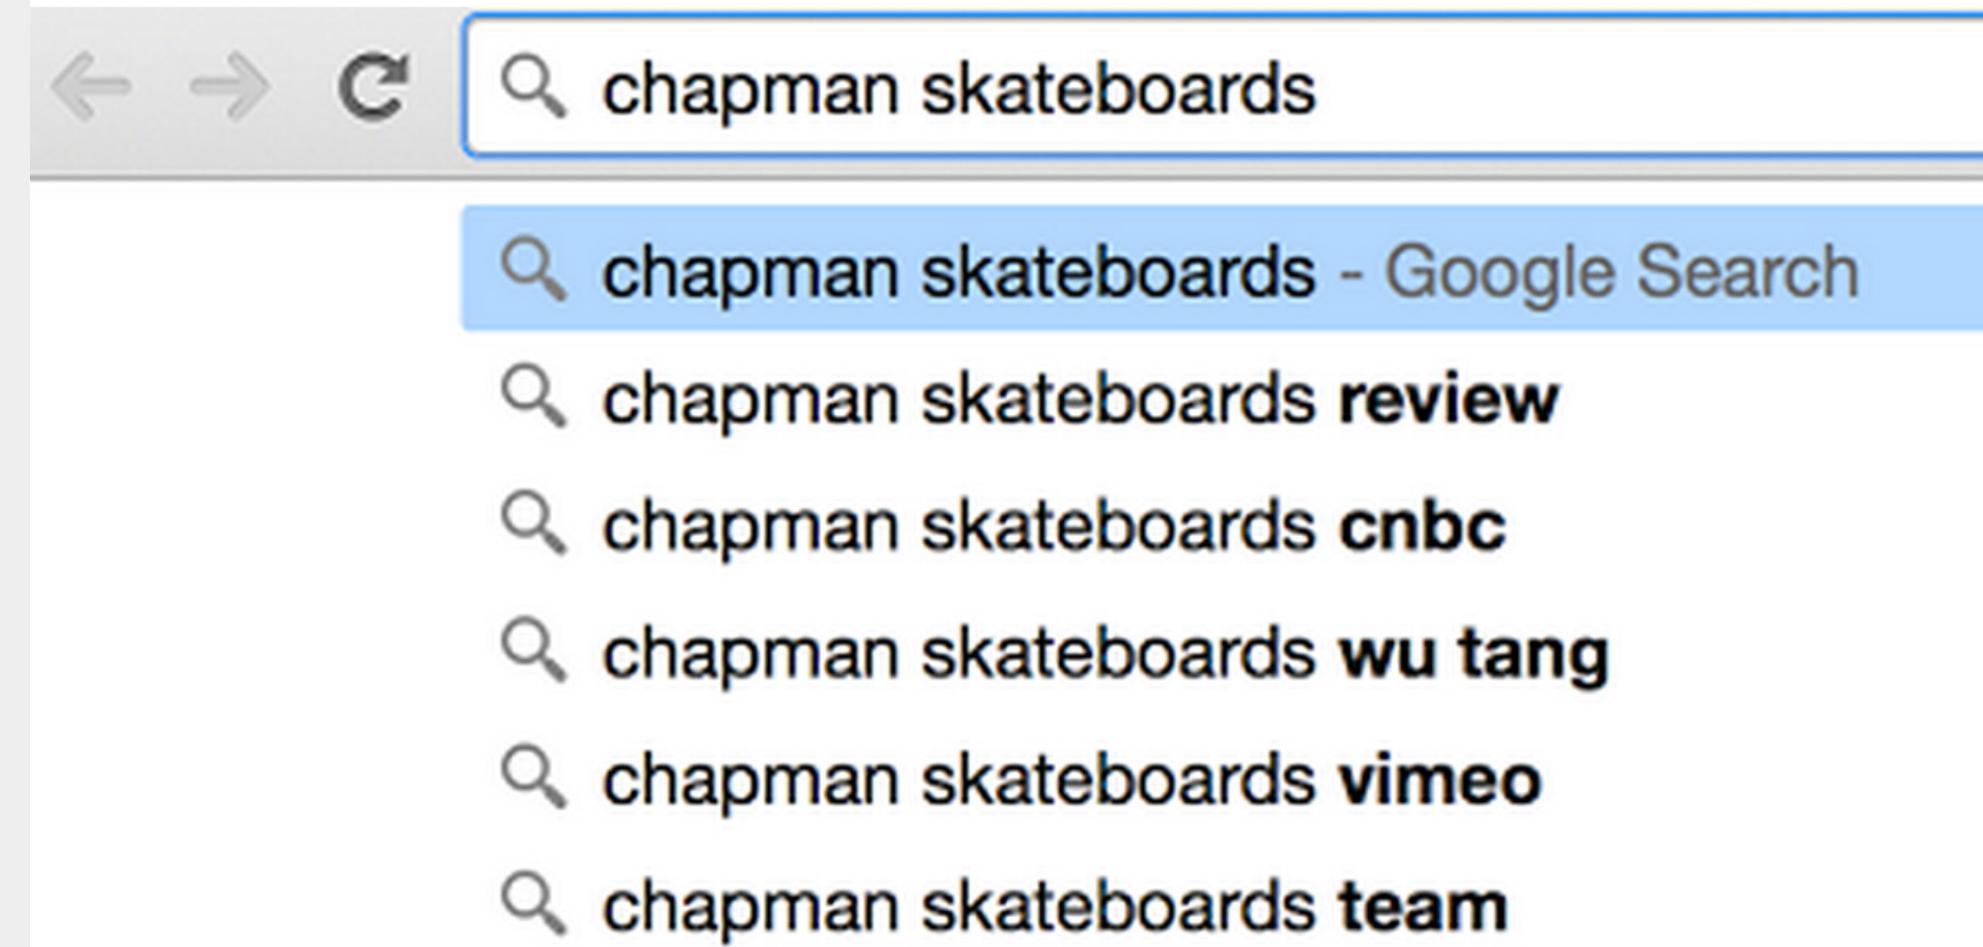 chapman skateboards
chapman skateboards - Google Search
chapman skateboards review
chapman skateboards cnbc
chapman skateboards wu tang
chapman skateboards vimeo
chapman skateboards team